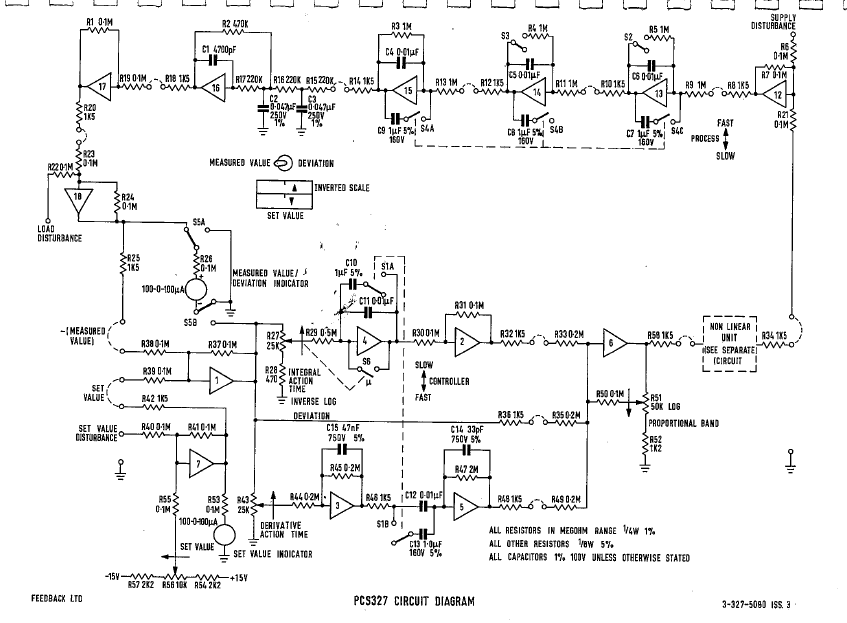 R1 0·1M
R2 470K
R3 1M
R4 1M
R5 1M
SUPPLY
DISTURBANCE
C1 4700pF
C4 0·01µF
S3
S2
R6
0·1M
C5 0·01µF
C6 0·01µF
R7 0·1M
17
R19 0·1M
R18 1K5
16
R17 220K
R16 220K
R15 220K
R14 1K5
15
R13 1M
R12 1K5
14
R11 1M
R10 1K5
13
R9 1M
R8 1K5
12
R20
1K5
C2
0·047µF
250V
1%
C3
0·047µF
250V
1%
C9 1µF 5%
160V
S4A
C8 1µF 5%
160V
S4B
C7 1µF 5%
160V
S4C
R21
0·1M
FAST
PROCESS
SLOW
R23
0·1M
R22 0·1M
MEASURED VALUE
DEVIATION
INVERTED SCALE
SET VALUE
18
R24
0·1M
LOAD
DISTURBANCE
S5A
R25
1K5
R26
0·1M
+
100-0-100µA
-
MEASURED VALUE/
DEVIATION INDICATOR
S5B
C10
1µF 5%
S1A
C11 0·01µF
-(MEASURED
VALUE)
R38 0·1M
R37 0·1M
R27
25K
R29 0·5M
4
R30 0·1M
R31 0·1M
2
R32 1K5
R33 0·2M
6
R58 1K5
NON LINEAR
UNIT
(SEE SEPARATE
CIRCUIT
R34 1K5
S6
µ
R28
470
INTEGRAL
ACTION
TIME
INVERSE LOG
SLOW
CONTROLLER
FAST
R39 0·1M
1
SET
VALUE
R42 1K5
DEVIATION
R36 1K5
R35 0·2M
R50 0·1M
R51
50K LOG
PROPORTIONAL BAND
R52
1K2
SET VALUE
DISTURBANCE
R40 0·1M
R41 0·1M
7
C15 47nF
750V 5%
R45 0·2M
C14 33pF
750V 5%
R47 2M
R55
0·1M
R53
0·1M
R43
25K
R44 0·2M
3
R46 1K5
C12 0·01µF
5
R48 1K5
R49 0·2M
100-0-100µA
DERIVATIVE
ACTION TIME
S1B
C13 1·0µF
160V 5%
SET VALUE
SET VALUE INDICATOR
ALL RESISTORS IN MEGOHM RANGE 1/4W 1%
ALL OTHER RESISTORS 1/8W 5%
ALL CAPACITORS 1% 100V UNLESS OTHERWISE STATED
-15V
R57 2K2
R56 10K
R54 2K2
+15V
FEEDBACK LTD
PCS327 CIRCUIT DIAGRAM
3-327-5080 ISS. 3